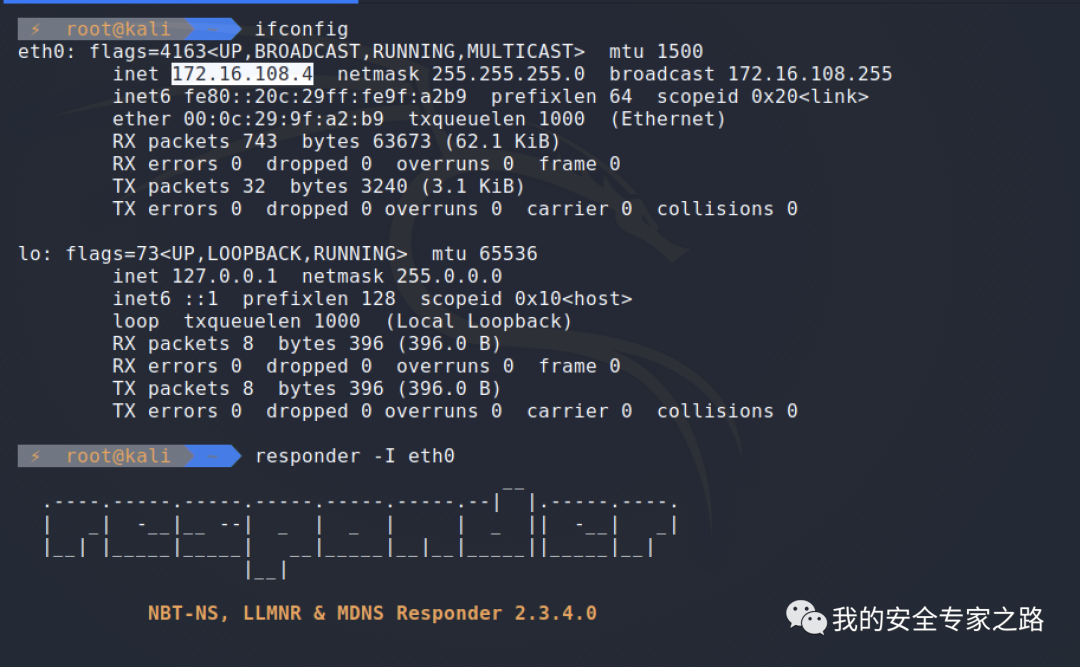 ⚡ root@kali ~ ifconfig
eth0: flags=4163<UP,BROADCAST,RUNNING,MULTICAST>  mtu 1500
        inet 172.16.108.4  netmask 255.255.255.0  broadcast 172.16.108.255
        inet6 fe80::20c:29ff:fe9f:a2b9  prefixlen 64  scopeid 0x20<link>
        ether 00:0c:29:9f:a2:b9  txqueuelen 1000  (Ethernet)
        RX packets 743  bytes 63673 (62.1 KiB)
        RX errors 0  dropped 0  overruns 0  frame 0
        TX packets 32  bytes 3240 (3.1 KiB)
        TX errors 0  dropped 0 overruns 0  carrier 0  collisions 0
lo: flags=73<UP,LOOPBACK,RUNNING>  mtu 65536
        inet 127.0.0.1  netmask 255.0.0.0
        inet6 ::1  prefixlen 128  scopeid 0x10<host>
        loop  txqueuelen 1000  (Local Loopback)
        RX packets 8  bytes 396 (396.0 B)
        RX errors 0  dropped 0  overruns 0  frame 0
        TX packets 8  bytes 396 (396.0 B)
        TX errors 0  dropped 0 overruns 0  carrier 0  collisions 0
⚡ root@kali ~ responder -I eth0
responder
NBT-NS, LLMNR & MDNS Responder 2.3.4.0
我的安全专家之路